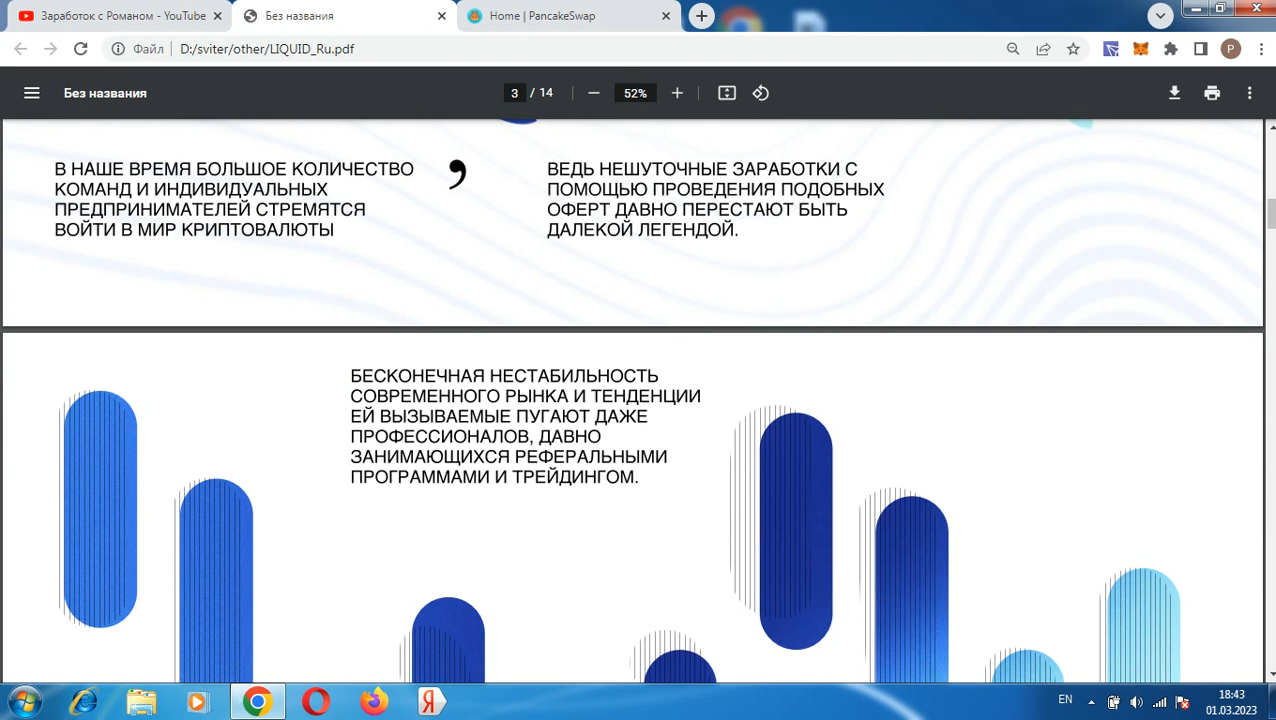 Заработок с Романом - YouTube
Без названия
Home | PancakeSwap
Файл
D:/sviter/other/LIQUID_Ru.pdf
P
Без названия
3 / 14
52%
В НАШЕ ВРЕМЯ БОЛЬШОЕ КОЛИЧЕСТВО
КОМАНД И ИНДИВИДУАЛЬНЫХ
ПРЕДПРИНИМАТЕЛЕЙ СТРЕМЯТСЯ
ВОЙТИ В МИР КРИПТОВАЛЮТЫ
,
ВЕДЬ НЕШУТОЧНЫЕ ЗАРАБОТКИ С
ПОМОЩЬЮ ПРОВЕДЕНИЯ ПОДОБНЫХ
ОФЕРТ ДАВНО ПЕРЕСТАЮТ БЫТЬ
ДАЛЕКОЙ ЛЕГЕНДОЙ.
БЕСКОНЕЧНАЯ НЕСТАБИЛЬНОСТЬ
СОВРЕМЕННОГО РЫНКА И ТЕНДЕНЦИИ
ЕЙ ВЫЗЫВАЕМЫЕ ПУГАЮТ ДАЖЕ
ПРОФЕССИОНАЛОВ, ДАВНО
ЗАНИМАЮЩИХСЯ РЕФЕРАЛЬНЫМИ
ПРОГРАММАМИ И ТРЕЙДИНГОМ.
EN
18:43
01.03.2023